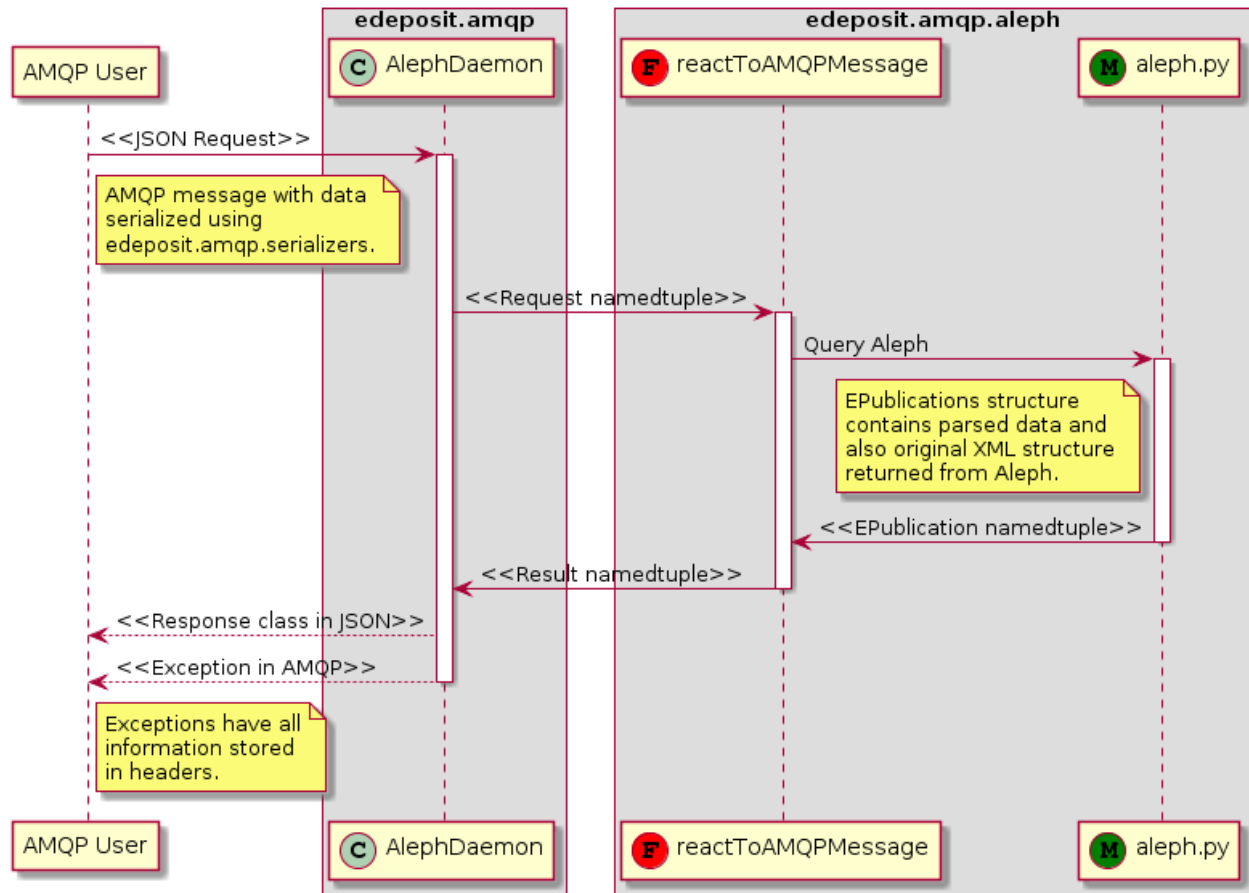 edeposit.amqp
edeposit.amqp.aleph
AMQP User
C AlephDaemon
F reactToAMQPMessage
M aleph.py
<<JSON Request>>
AMQP message with data
serialized using
edeposit.amqp.serializers.
<<Request namedtuple>>
Query Aleph
EPublications structure
contains parsed data and
also original XML structure
returned from Aleph.
<<EPublication namedtuple>>
<<Result namedtuple>>
<<Response class in JSON>>
<<Exception in AMQP>>
Exceptions have all
information stored
in headers.
AMQP User
C AlephDaemon
F reactToAMQPMessage
M aleph.py